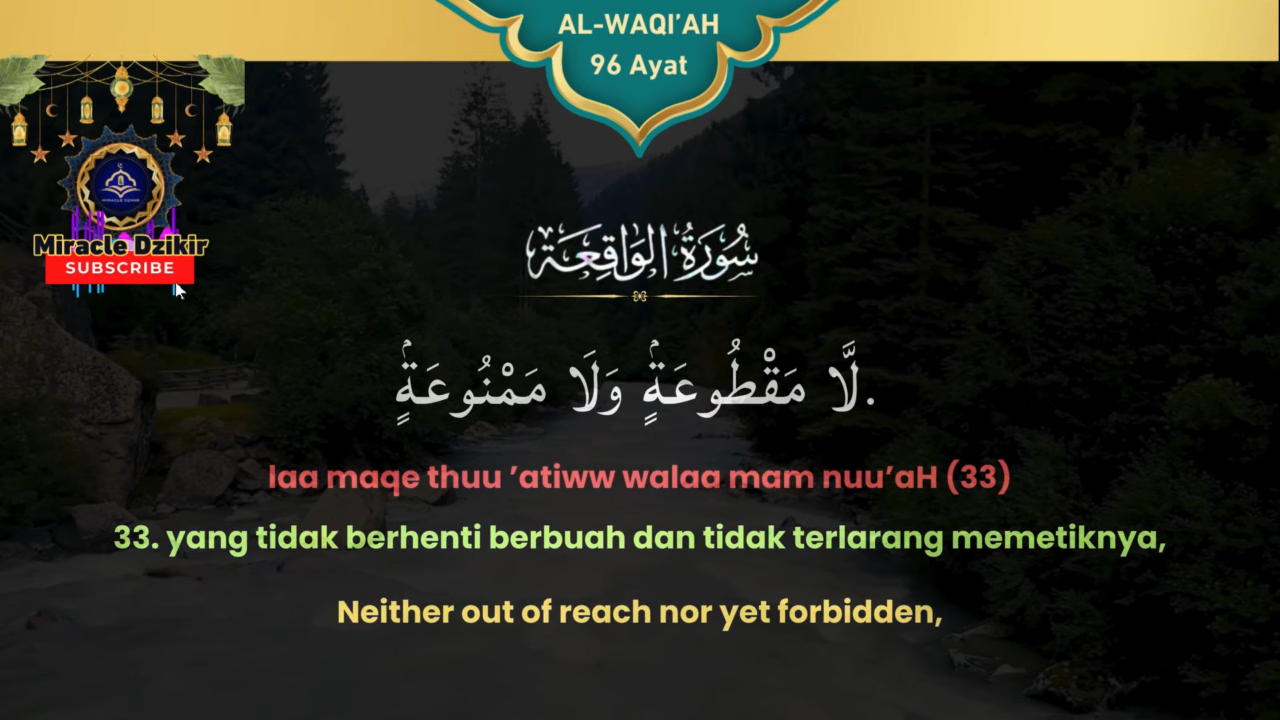 AL-WAQI’AH
96 Ayat
Miracle Dzikir
SUBSCRIBE
سُورَةُ الوَاقِعَة
لَّا مَقْطُوعَةٍۢ وَلَا مَمْنُوعَةٍۢ.
laa maqe thuu ’atiww walaa mam nuu’aH (33)
33. yang tidak berhenti berbuah dan tidak terlarang memetiknya,
Neither out of reach nor yet forbidden,